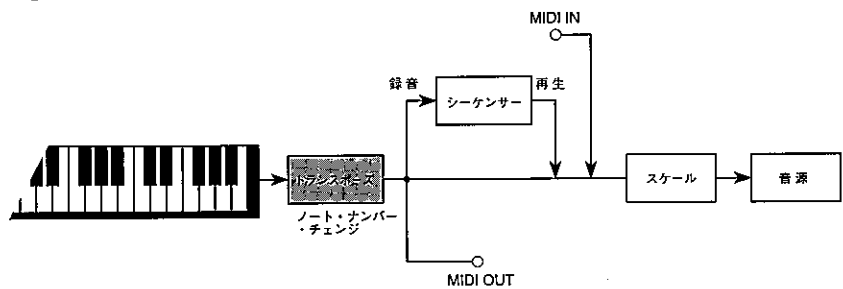 MIDI IN
録音
再生
シーケンサー
トランスポーズ
スケール
音源
ノート・ナンバー
・チェンジ
MIDI OUT